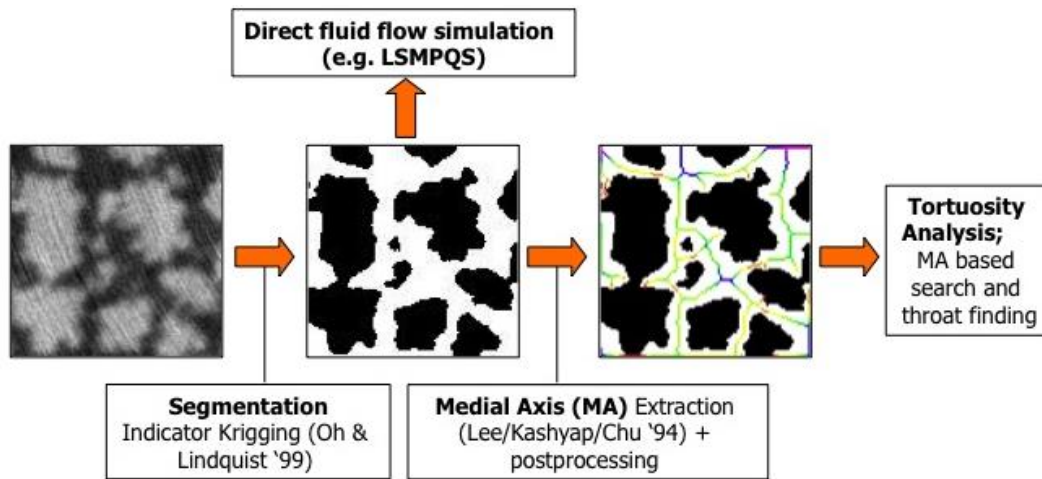 Direct fluid flow simulation
(e.g. LSMPQS)
Tortuosity
Analysis;
MA based
search and
throat finding
Segmentation
Indicator Krigging (Oh &
Lindquist ‘99)
Medial Axis (MA) Extraction
(Lee/Kashyap/Chu ‘94) +
postprocessing